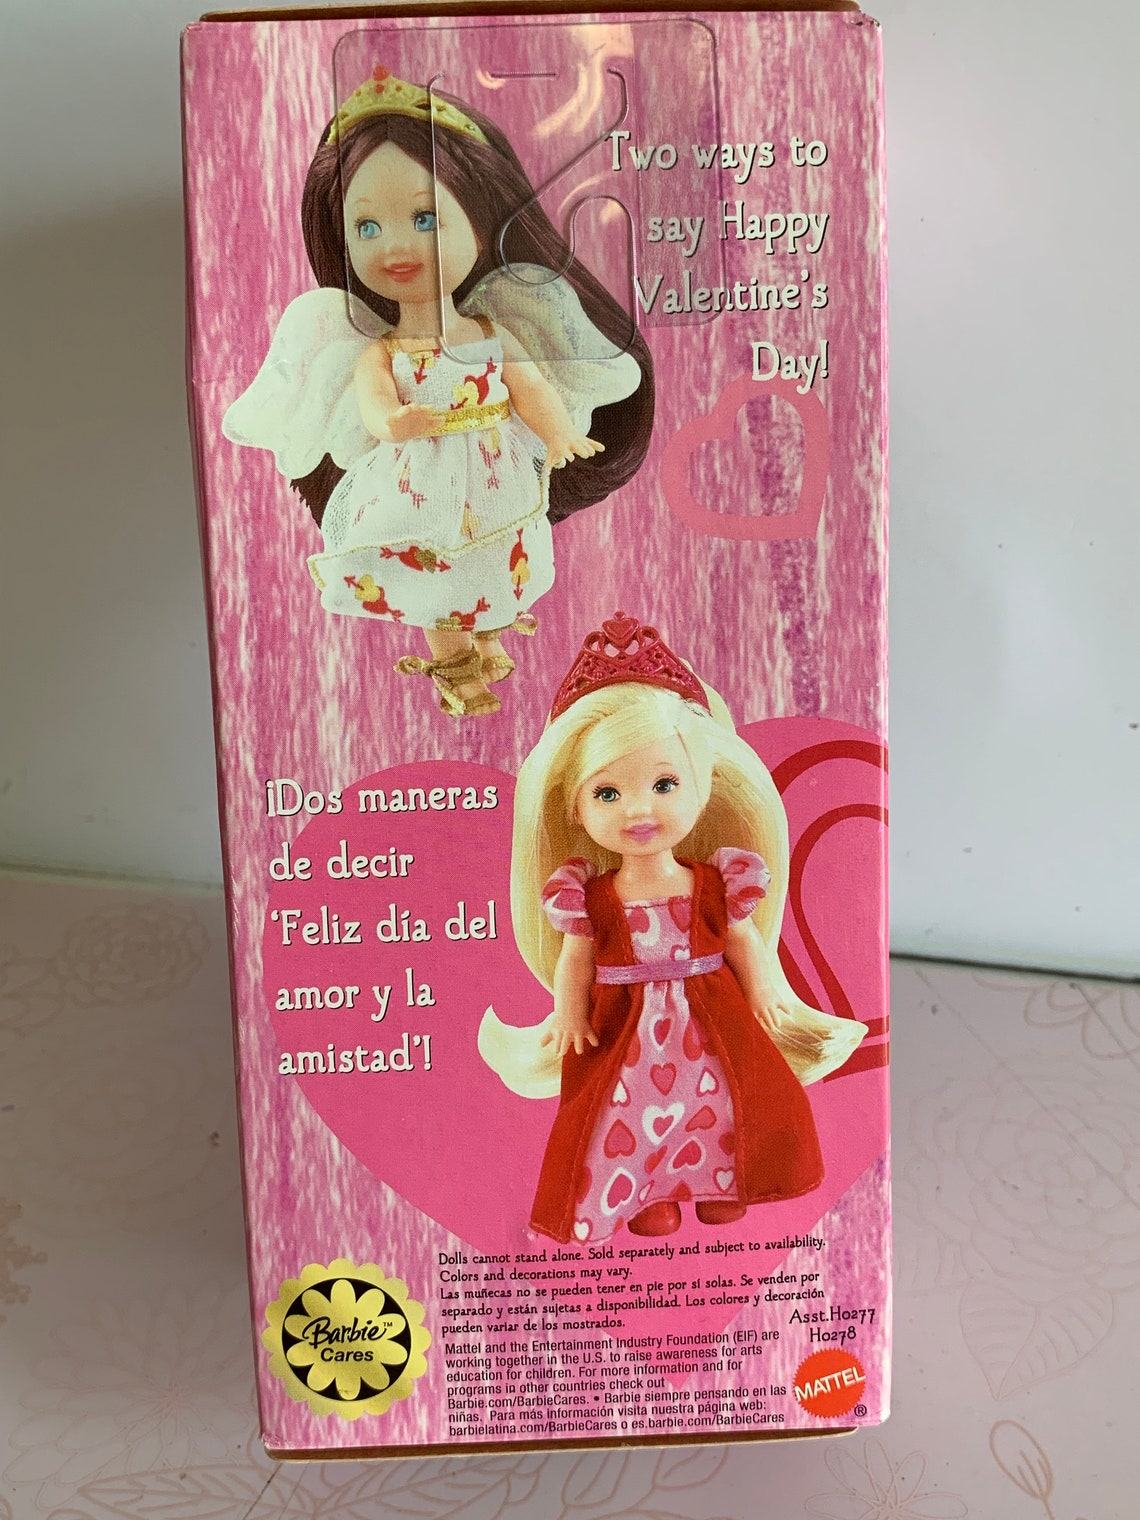 Two ways to
say Happy
Valentine's
Day!
¡Dos maneras
de decir
'Feliz día del
amor y la
amistad'!
Dolls cannot stand alone. Sold separately and subject to availability.
Colors and decorations may vary.
Las muñecas no se pueden tener en pie por sí solas. Se venden por
separado y están sujetas a disponibilidad. Los colores y decoración
pueden variar de los mostrados.
Asst.H0277
H0278
Barbie™
Cares
Mattel and the Entertainment Industry Foundation (EIF) are
working together in the U.S. to raise awareness for arts
education for children. For more information and for
programs in other countries check out
Barbie.com/BarbieCares. • Barbie siempre pensando en las
niñas. Para más información visita nuestra página web:
barbielatina.com/BarbieCares o es.barbie.com/BarbieCares
MATTEL
®